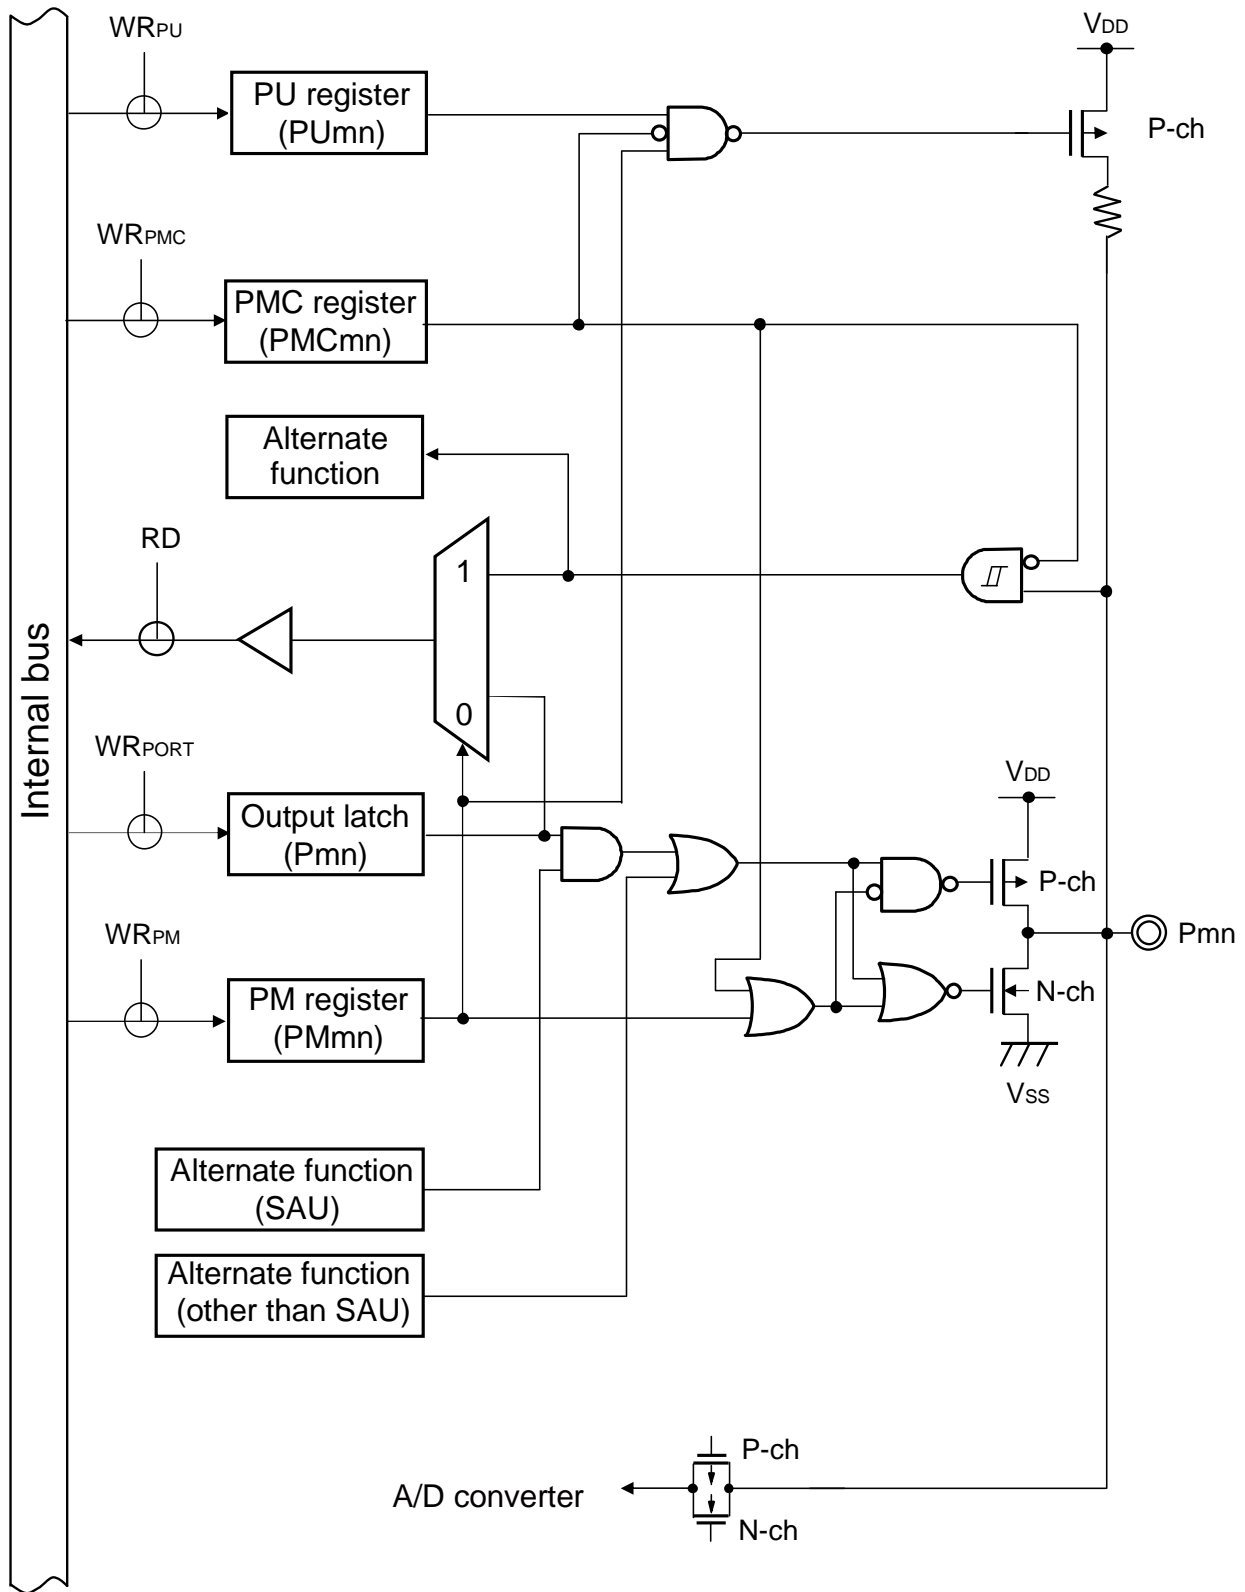 WRPU
VDD
PU register
(PUmn)
P-ch
WRPMC
PMC register
(PMCmn)
Alternate
function
RD
1
0
Internal bus
WRPORT
VDD
Output latch
(Pmn)
P-ch
WRPM
Pmn
PM register
(PMmn)
N-ch
VSS
Alternate function
(SAU)
Alternate function
(other than SAU)
P-ch
A/D converter
N-ch